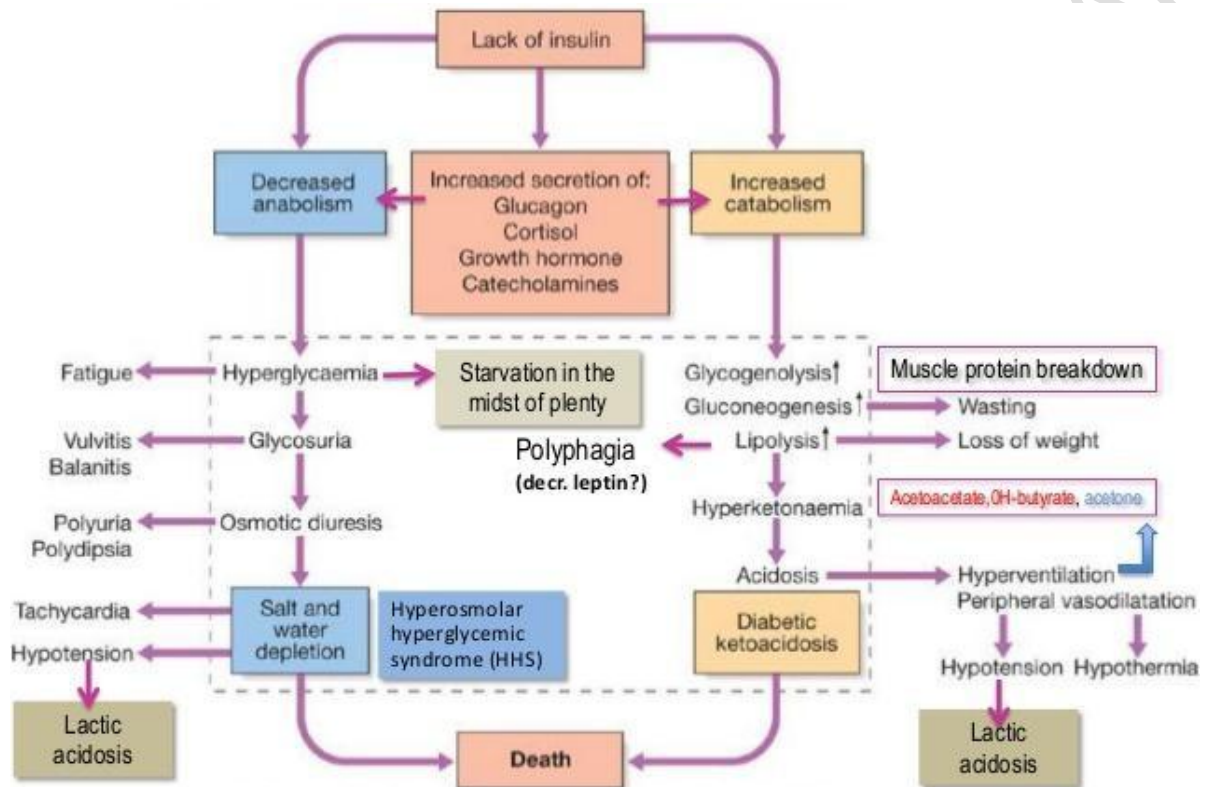 Lack of insulin
Decreased
anabolism
Increased secretion of:
Glucagon
Cortisol
Growth hormone
Catecholamines
Increased
catabolism
Fatigue
Hyperglycaemia
Starvation in the
midst of plenty
Glycogenolysis↑
Muscle protein breakdown
Gluconeogenesis↑
Wasting
Vulvitis
Balanitis
Glycosuria
Polyphagia
(decr. leptin?)
Lipolysis↑
Loss of weight
Hyperketonaemia
Acetoacetate,0H-butyrate, acetone
Polyuria
Polydipsia
Osmotic diuresis
Acidosis
Hyperventilation
Peripheral vasodilatation
Tachycardia
Hypotension
Salt and
water
depletion
Hyperosmolar
hyperglycemic
syndrome (HHS)
Diabetic
ketoacidosis
Hypotension
Hypothermia
Lactic
acidosis
Death
Lactic
acidosis